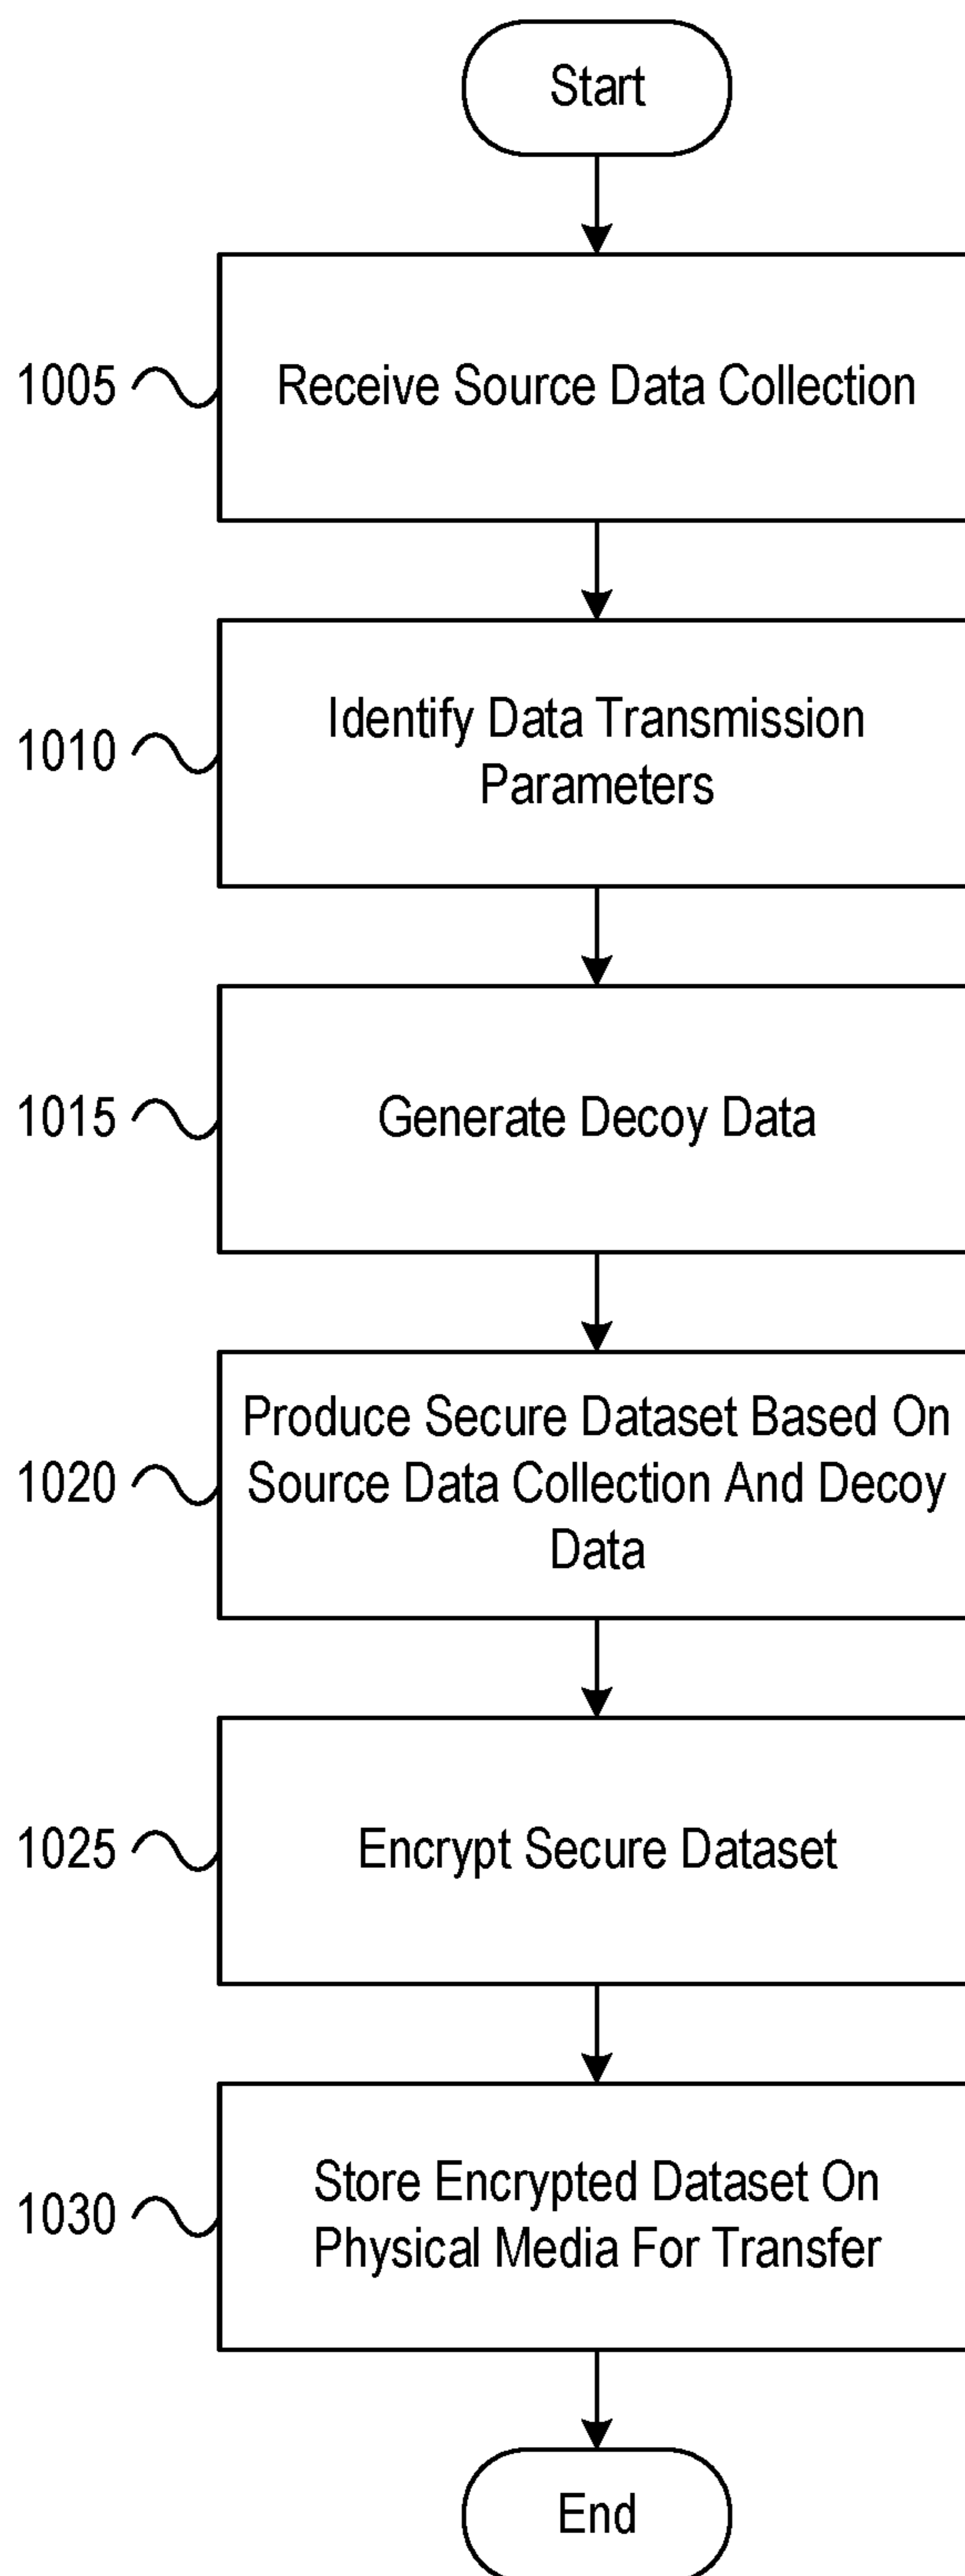 Start
1005
Receive Source Data Collection
1010
Identify Data Transmission
Parameters
1015
Generate Decoy Data
1020
Produce Secure Dataset Based On
Source Data Collection And Decoy
Data
1025
Encrypt Secure Dataset
1030
Store Encrypted Dataset On
Physical Media For Transfer
End